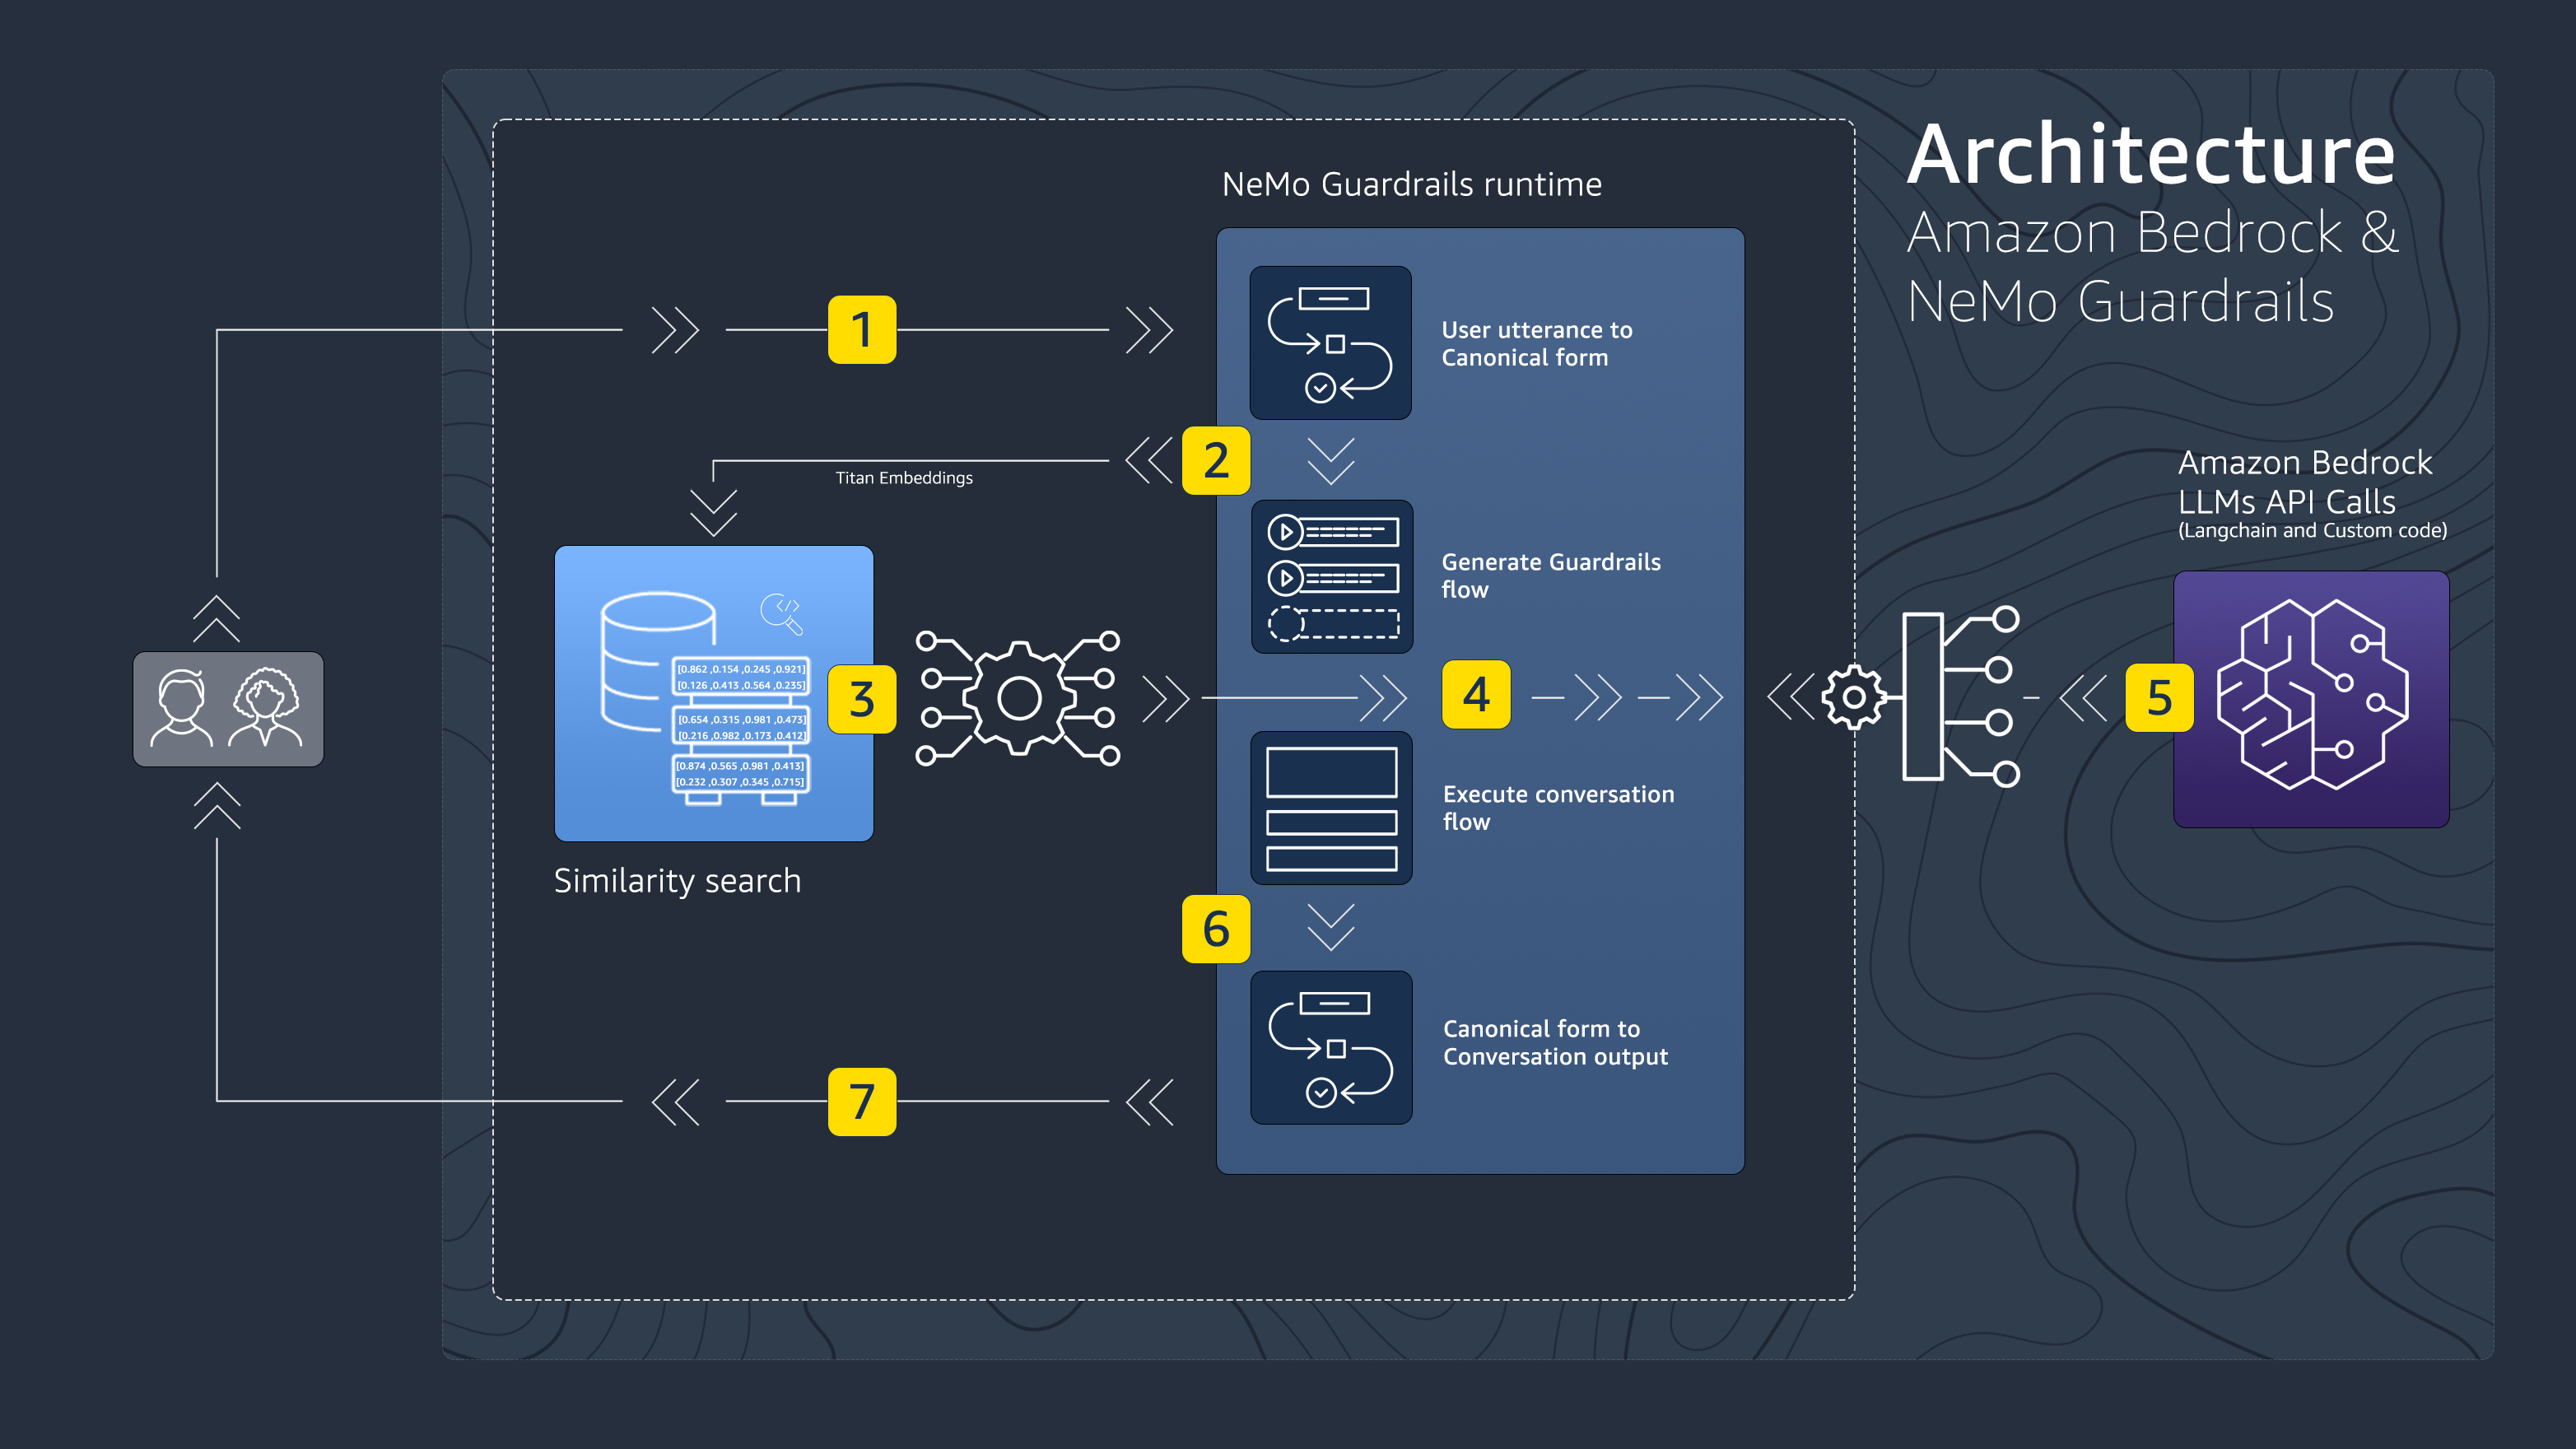 Architecture
Amazon Bedrock &
NeMo Guardrails
NeMo Guardrails runtime
1
User utterance to
Canonical form
2
Titan Embeddings
Generate Guardrails
flow
Amazon Bedrock
LLMs API Calls
(Langchain and Custom code)
[0.862 ,0.154 ,0.245 ,0.921]
[0.126 ,0.413 ,0.564 ,0.235]
[0.654 ,0.315 ,0.981 ,0.473]
[0.216 ,0.982 ,0.173 ,0.412]
[0.874 ,0.565 ,0.981 ,0.413]
[0.232 ,0.307 ,0.345 ,0.715]
3
4
5
Similarity search
Execute conversation
flow
6
Canonical form to
Conversation output
7